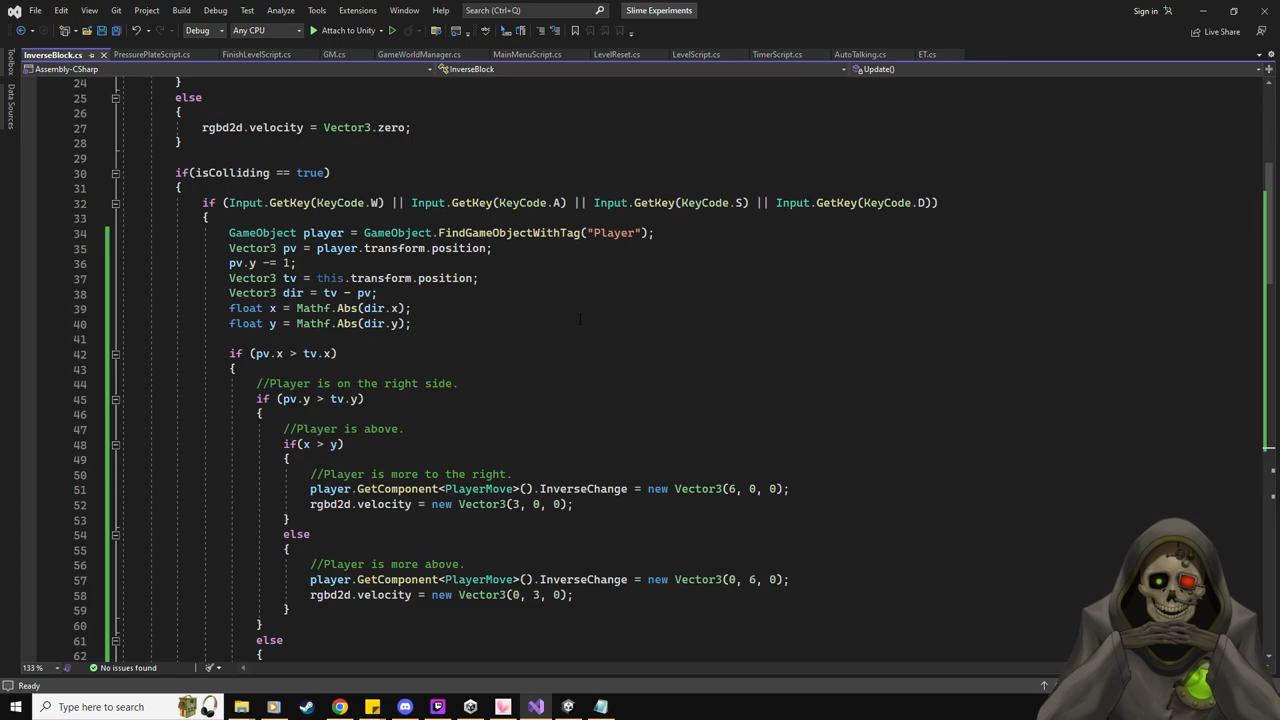 File Edit View Git Project Build Debug Test Analyze Tools Extensions Window Help Search (Ctrl+Q) Slime Experiments Sign in
Debug Any CPU Attach to Unity Live Share
InverseBlock.cs PressurePlateScript.cs FinishLevelScript.cs GM.cs GameWorldManager.cs MainMenuScript.cs LevelReset.cs LevelScript.cs TimerScript.cs AutoTalking.cs ET.cs
Assembly-CSharp InverseBlock Update()
Toolbox
Data Sources
24 }
25 else
26 {
27 rgbd2d.velocity = Vector3.zero;
28 }
29
30 if(isColliding == true)
31 {
32 if (Input.GetKey(KeyCode.W) || Input.GetKey(KeyCode.A) || Input.GetKey(KeyCode.S) || Input.GetKey(KeyCode.D))
33 {
34 GameObject player = GameObject.FindGameObjectWithTag("Player");
35 Vector3 pv = player.transform.position;
36 pv.y -= 1;
37 Vector3 tv = this.transform.position;
38 Vector3 dir = tv - pv;
39 float x = Mathf.Abs(dir.x);
40 float y = Mathf.Abs(dir.y);
41
42 if (pv.x > tv.x)
43 {
44 //Player is on the right side.
45 if (pv.y > tv.y)
46 {
47 //Player is above.
48 if(x > y)
49 {
50 //Player is more to the right.
51 player.GetComponent<PlayerMove>().InverseChange = new Vector3(6, 0, 0);
52 rgbd2d.velocity = new Vector3(3, 0, 0);
53 }
54 else
55 {
56 //Player is more above.
57 player.GetComponent<PlayerMove>().InverseChange = new Vector3(0, 6, 0);
58 rgbd2d.velocity = new Vector3(0, 3, 0);
59 }
60 }
61 else
62 {
133 % No issues found
Ready
Type here to search